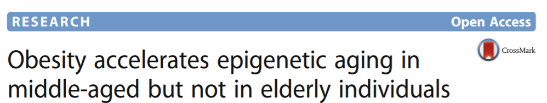 RESEARCH Open Access
Obesity accelerates epigenetic aging in
middle-aged but not in elderly individuals
CrossMark